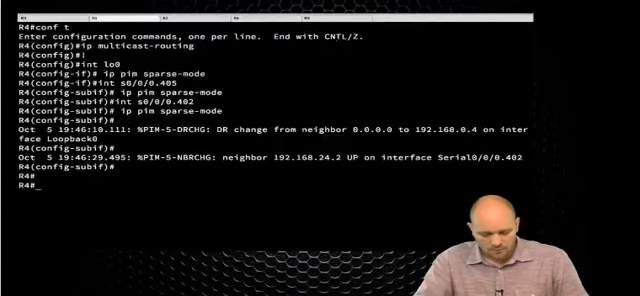 R4#conf t
Enter configuration commands, one per line.  End with CNTL/Z.
R4(config)#ip multicast-routing
R4(config)#!
R4(config)#int lo0
R4(config-if)# ip pim sparse-mode
R4(config-if)#int s0/0/0.405
R4(config-subif)# ip pim sparse-mode
R4(config-subif)#int s0/0/0.402
R4(config-subif)# ip pim sparse-mode
R4(config-subif)#
Oct  5 19:46:10.111: %PIM-5-DRCHG: DR change from neighbor 0.0.0.0 to 192.168.0.4 on inter
face Loopback0
R4(config-subif)#
Oct  5 19:46:29.495: %PIM-5-NBRCHG: neighbor 192.168.24.2 UP on interface Serial0/0/0.402
R4(config-subif)#
R4#
R4#_